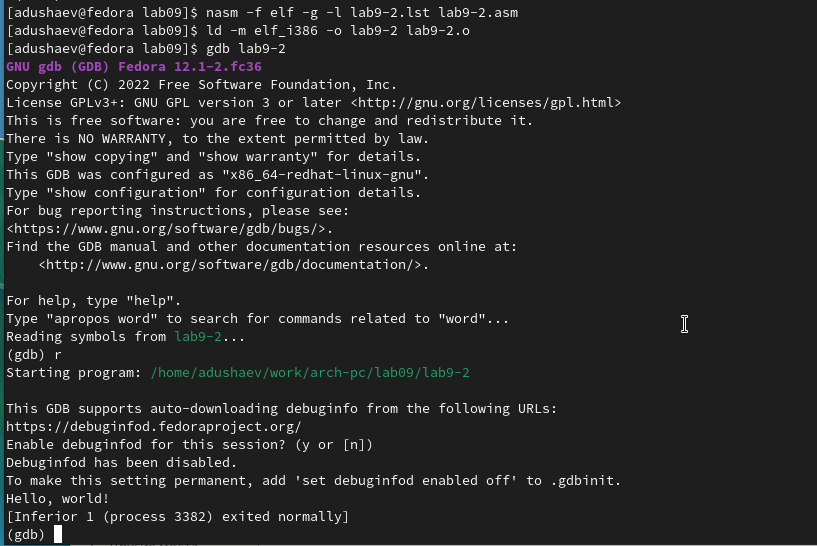 [adushaev@fedora lab09]$ nasm -f elf -g -l lab9-2.lst lab9-2.asm
[adushaev@fedora lab09]$ ld -m elf_i386 -o lab9-2 lab9-2.o
[adushaev@fedora lab09]$ gdb lab9-2
GNU gdb (GDB) Fedora 12.1-2.fc36
Copyright (C) 2022 Free Software Foundation, Inc.
License GPLv3+: GNU GPL version 3 or later <http://gnu.org/licenses/gpl.html>
This is free software: you are free to change and redistribute it.
There is NO WARRANTY, to the extent permitted by law.
Type "show copying" and "show warranty" for details.
This GDB was configured as "x86_64-redhat-linux-gnu".
Type "show configuration" for configuration details.
For bug reporting instructions, please see:
<https://www.gnu.org/software/gdb/bugs/>.
Find the GDB manual and other documentation resources online at:
    <http://www.gnu.org/software/gdb/documentation/>.

For help, type "help".
Type "apropos word" to search for commands related to "word"...
Reading symbols from lab9-2...
(gdb) r
Starting program: /home/adushaev/work/arch-pc/lab09/lab9-2

This GDB supports auto-downloading debuginfo from the following URLs:
https://debuginfod.fedoraproject.org/
Enable debuginfod for this session? (y or [n])
Debuginfod has been disabled.
To make this setting permanent, add 'set debuginfod enabled off' to .gdbinit.
Hello, world!
[Inferior 1 (process 3382) exited normally]
(gdb)